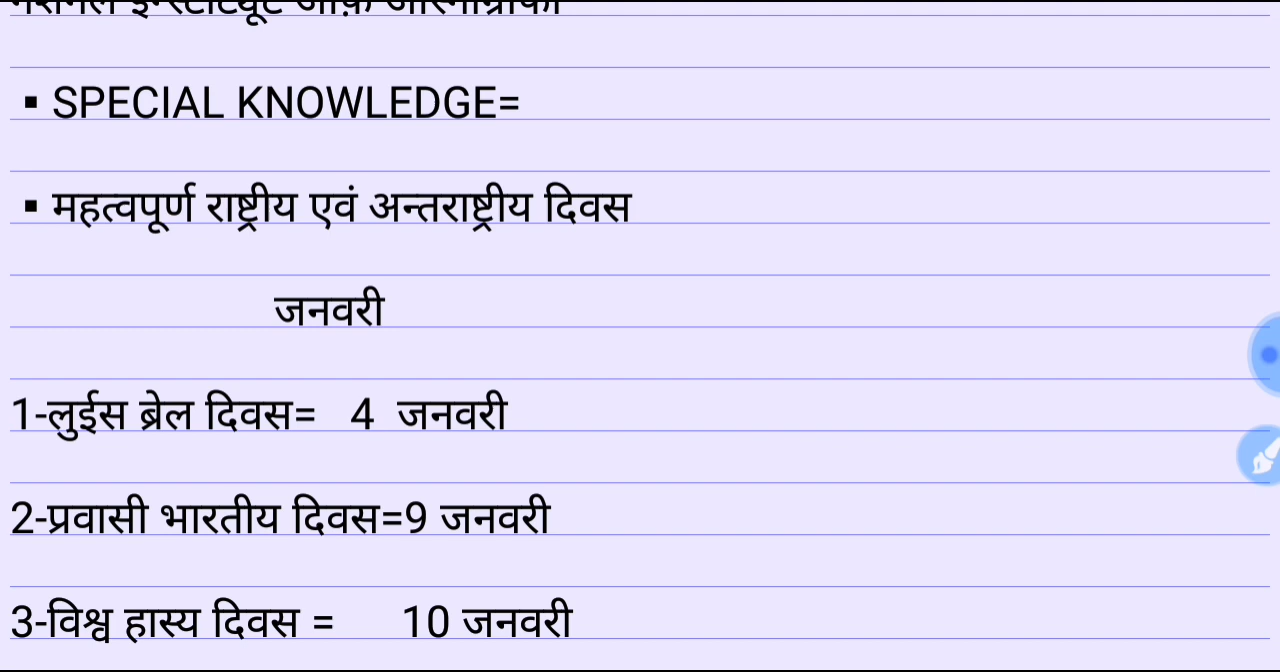 ▪ SPECIAL KNOWLEDGE=
▪ महत्वपूर्ण राष्ट्रीय एवं अन्तराष्ट्रीय दिवस
जनवरी
1-लुईस ब्रेल दिवस= 4 जनवरी
2-प्रवासी भारतीय दिवस=9 जनवरी
3-विश्व हास्य दिवस = 10 जनवरी